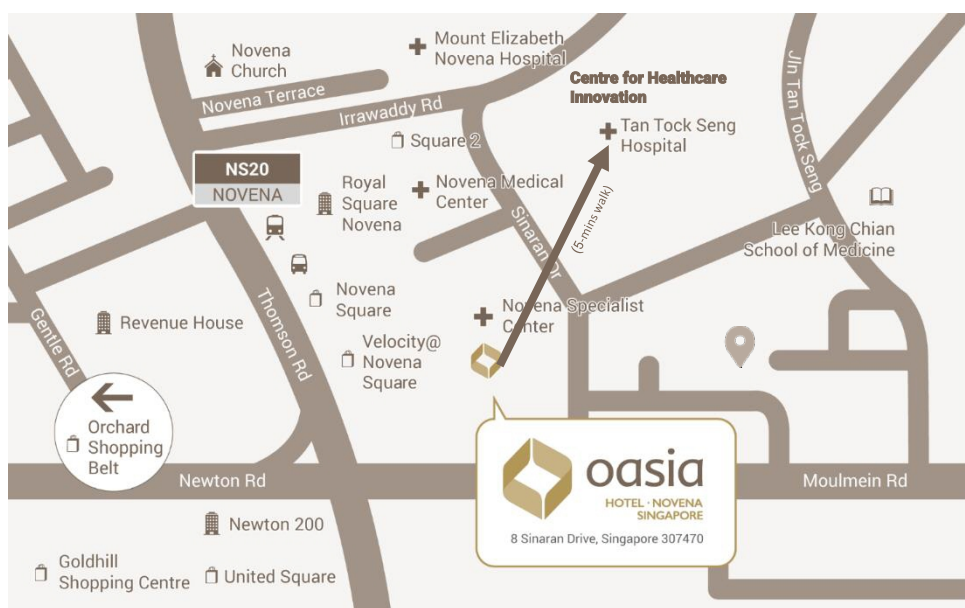 Novena
Church
Mount Elizabeth
Novena Hospital
Centre for Healthcare
Innovation
Jln Tan Tock Seng
Novena Terrace
Irrawaddy Rd
Square 2
Tan Tock Seng
Hospital
NS20
NOVENA
Royal
Square
Novena
Novena Medical
Center
Sinaran Dr
(5-mins walk)
Lee Kong Chian
School of Medicine
Novena
Square
Novena Specialist
Center
Gentle Rd
Revenue House
Thomson Rd
Velocity@
Novena
Square
Orchard
Shopping
Belt
Newton Rd
Moulmein Rd
oasia
HOTEL · NOVENA
SINGAPORE
8 Sinaran Drive, Singapore 307470
Newton 200
Goldhill
Shopping Centre
United Square